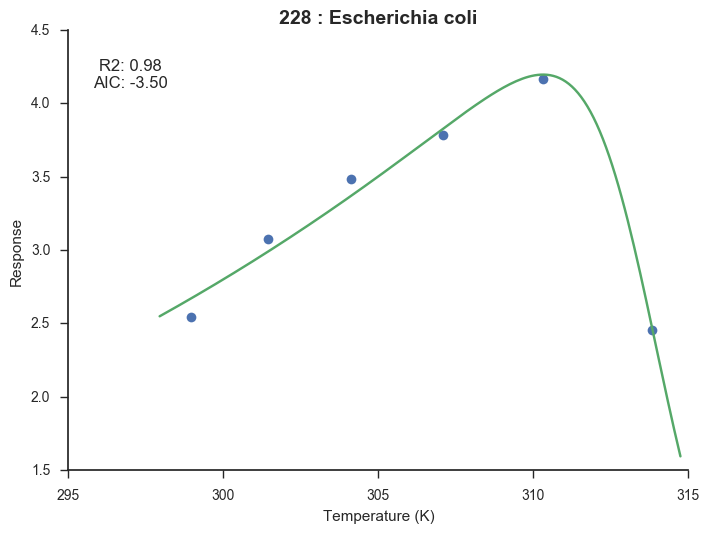 228 : Escherichia coli
R2: 0.98
AIC: -3.50
4.5
4.0
3.5
3.0
2.5
2.0
1.5
Response
295 300 305 310 315
Temperature (K)